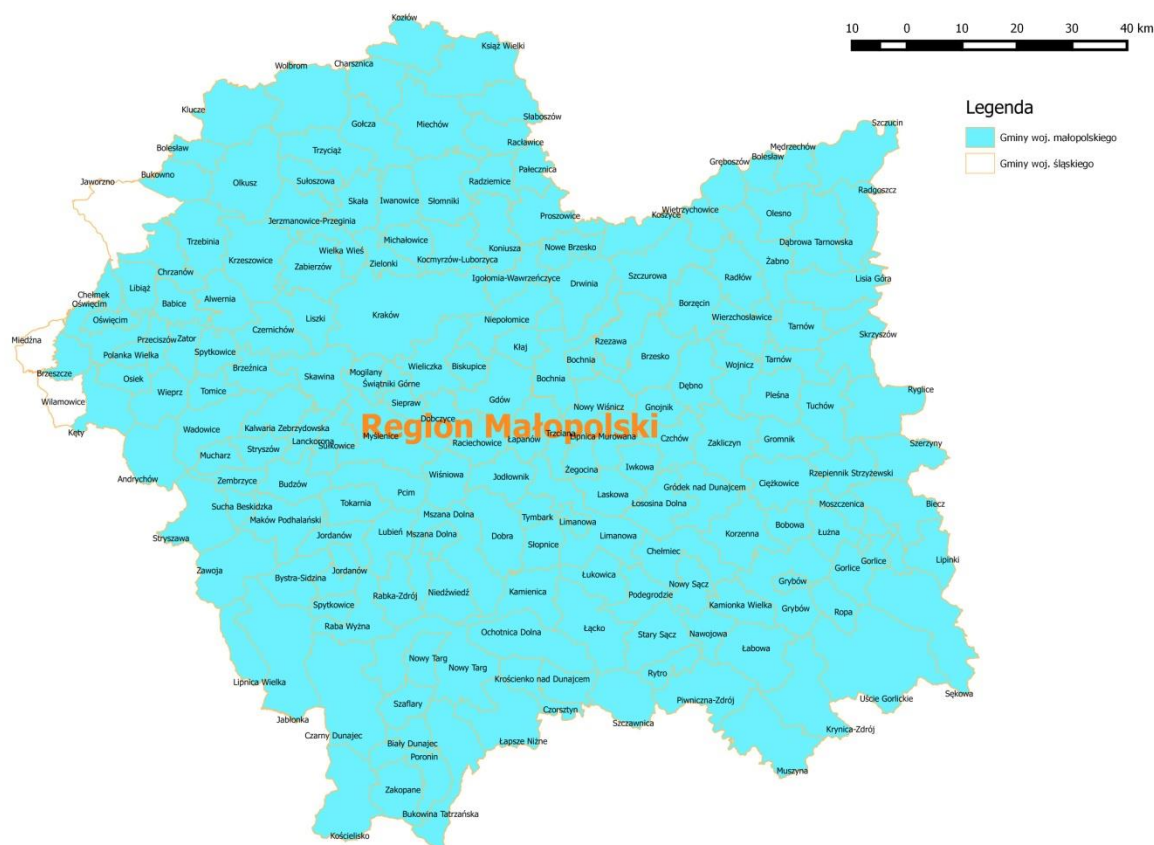 Kozłów
10 0 10 20 30 40 km
Książ Wielki
Wolbrom
Charsznica
Legenda
Klucze
Słaboszów
Gołcza
Miechów
Szczucin
Gminy woj. małopolskiego
Racławice
Bolesław
Trzyciąż
Mędrzechów
Bolesław
Gręboszów
Gminy woj. śląskiego
Bukowno
Pałecznica
Jaworzno
Olkusz
Sułoszowa
Radziemice
Radgoszcz
Skała
Iwanowice
Słomniki
Wietrzychowice
Jerzmanowice-Przeginia
Proszowice
Koszyce
Olesno
Trzebinia
Michałowice
Dąbrowa Tarnowska
Wielka Wieś
Koniusza
Nowe Brzesko
Krzeszowice
Zabierzów
Zielonki
Kocmyrzów-Luborzyca
Żabno
Chrzanów
Igołomia-Wawrzeńczyce
Szczurowa
Radłów
Lisia Góra
Libiąż
Drwinia
Chełmek
Oświęcim
Babice
Alwernia
Borzęcin
Oświęcim
Czernichów
Liszki
Kraków
Niepołomice
Wierzchosławice
Tarnów
Skrzyszów
Miedźna
Przeciszów
Zator
Kłaj
Rzezawa
Polanka Wielka
Spytkowice
Bochnia
Brzesko
Tarnów
Brzeszcze
Brzeźnica
Mogilany
Wieliczka
Biskupice
Wojnicz
Osiek
Skawina
Świątniki Górne
Bochnia
Dębno
Ryglice
Wilamowice
Wieprz
Tomice
Siepraw
Gdów
Nowy Wiśnicz
Gnojnik
Pleśna
Tuchów
Dobczyce
Region Małopolski
Kęty
Wadowice
Kalwaria Zebrzydowska
Lanckorona
Sułkowice
Myślenice
Raciechowice
Łapanów
Trzciana
Lipnica Murowana
Czchów
Zakliczyn
Gromnik
Szerzyny
Mucharz
Stryszów
Andrychów
Zembrzyce
Budzów
Wiśniowa
Jodłownik
Żegocina
Iwkowa
Rzepiennik Strzyżewski
Gródek nad Dunajcem
Ciężkowice
Pcim
Sucha Beskidzka
Tokarnia
Laskowa
Łososina Dolna
Moszczenica
Biecz
Maków Podhalański
Mszana Dolna
Tymbark
Limanowa
Bobowa
Stryszawa
Jordanów
Lubień
Mszana Dolna
Dobra
Słopnice
Limanowa
Korzenna
Łużna
Chełmiec
Lipinki
Zawoja
Bystra-Sidzina
Jordanów
Łukowica
Nowy Sącz
Grybów
Gorlice
Gorlice
Rabka-Zdrój
Niedźwiedź
Kamienica
Podegrodzie
Spytkowice
Kamionka Wielka
Grybów
Ropa
Raba Wyżna
Ochotnica Dolna
Łącko
Stary Sącz
Nawojowa
Łabowa
Nowy Targ
Nowy Targ
Lipnica Wielka
Krościenko nad Dunajcem
Rytro
Sękowa
Szaflary
Piwniczna-Zdrój
Uście Gorlickie
Jabłonka
Czorsztyn
Szczawnica
Krynica-Zdrój
Czarny Dunajec
Biały Dunajec
Łapsze Niżne
Poronin
Muszyna
Zakopane
Bukowina Tatrzańska
Kościelisko